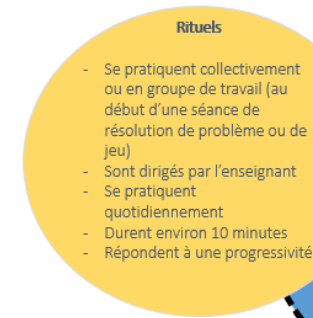 Rituels
- Se pratiquent collectivement
ou en groupe de travail (au
début d'une séance de
résolution de problème ou de
jeu)
- Sont dirigés par l'enseignant
- Se pratiquent
quotidiennement
- Durent environ 10 minutes
- Répondent à une progressivité